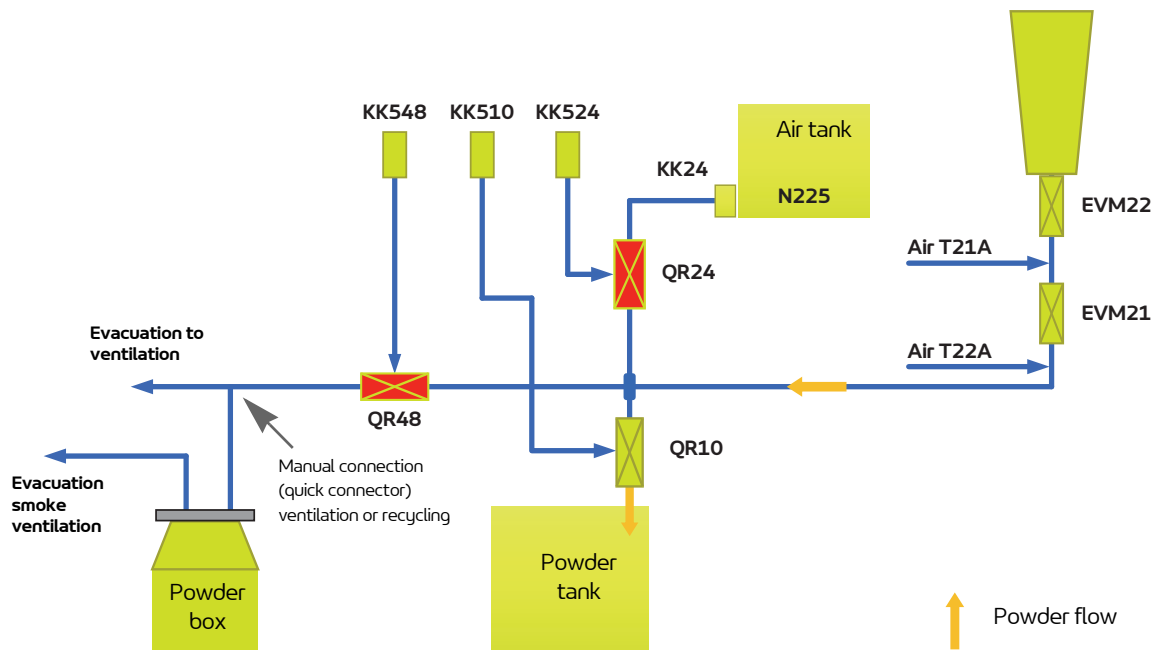 KK548
KK510
KK524
Air tank
KK24
N225
EVM22
Air T21A
QR24
EVM21
Evacuation to
ventilation
Air T22A
QR48
QR10
Manual connection
(quick connector)
ventilation or recycling
Evacuation
smoke
ventilation
Powder
tank
Powder
box
Powder flow